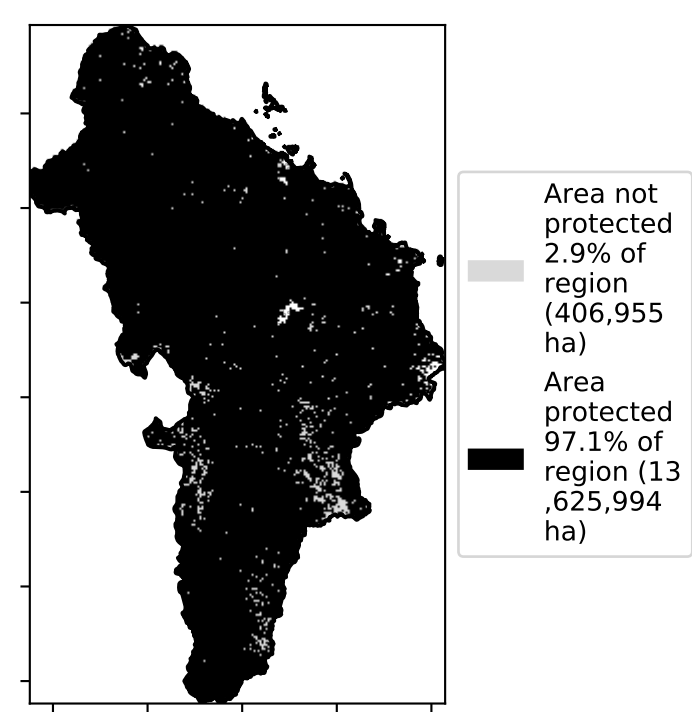 Area not
protected
2.9% of
region
(406,955
ha)
Area
protected
97.1% of
region (13
,625,994
ha)